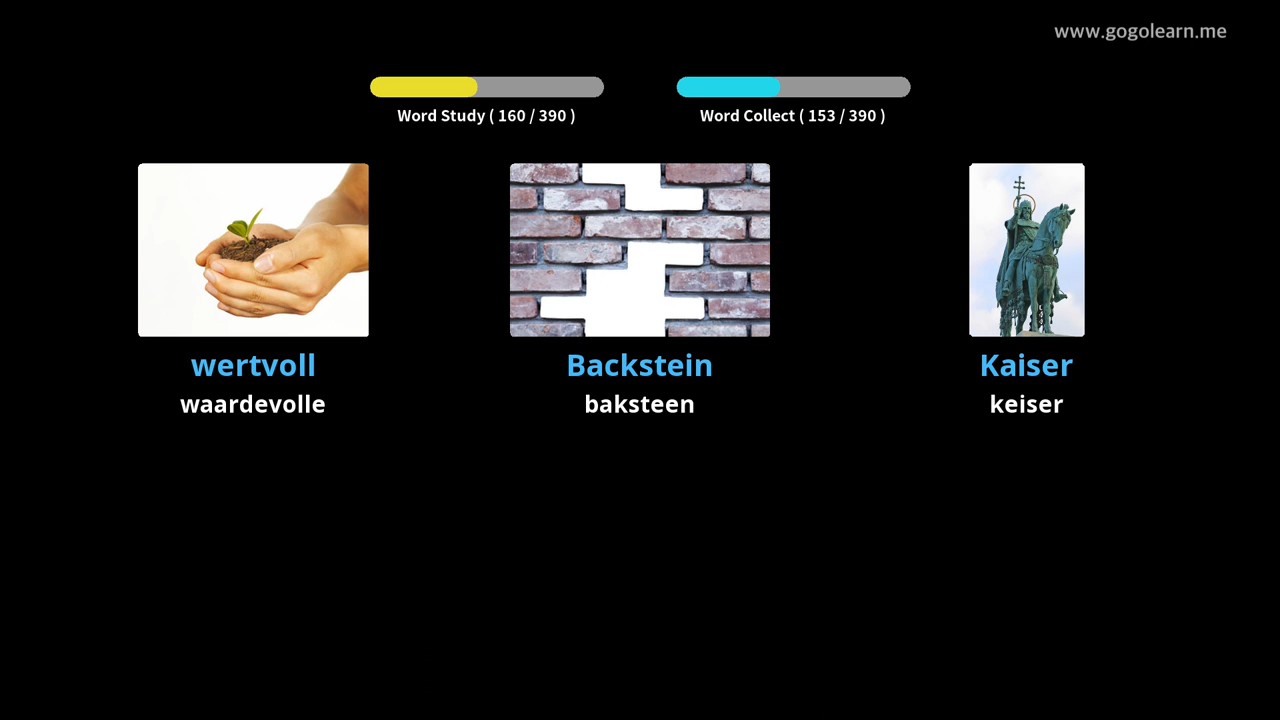 www.gogolearn.me
Word Study ( 160 / 390 )
Word Collect ( 153 / 390 )
wertvoll
waardevolle
Backstein
baksteen
Kaiser
keiser